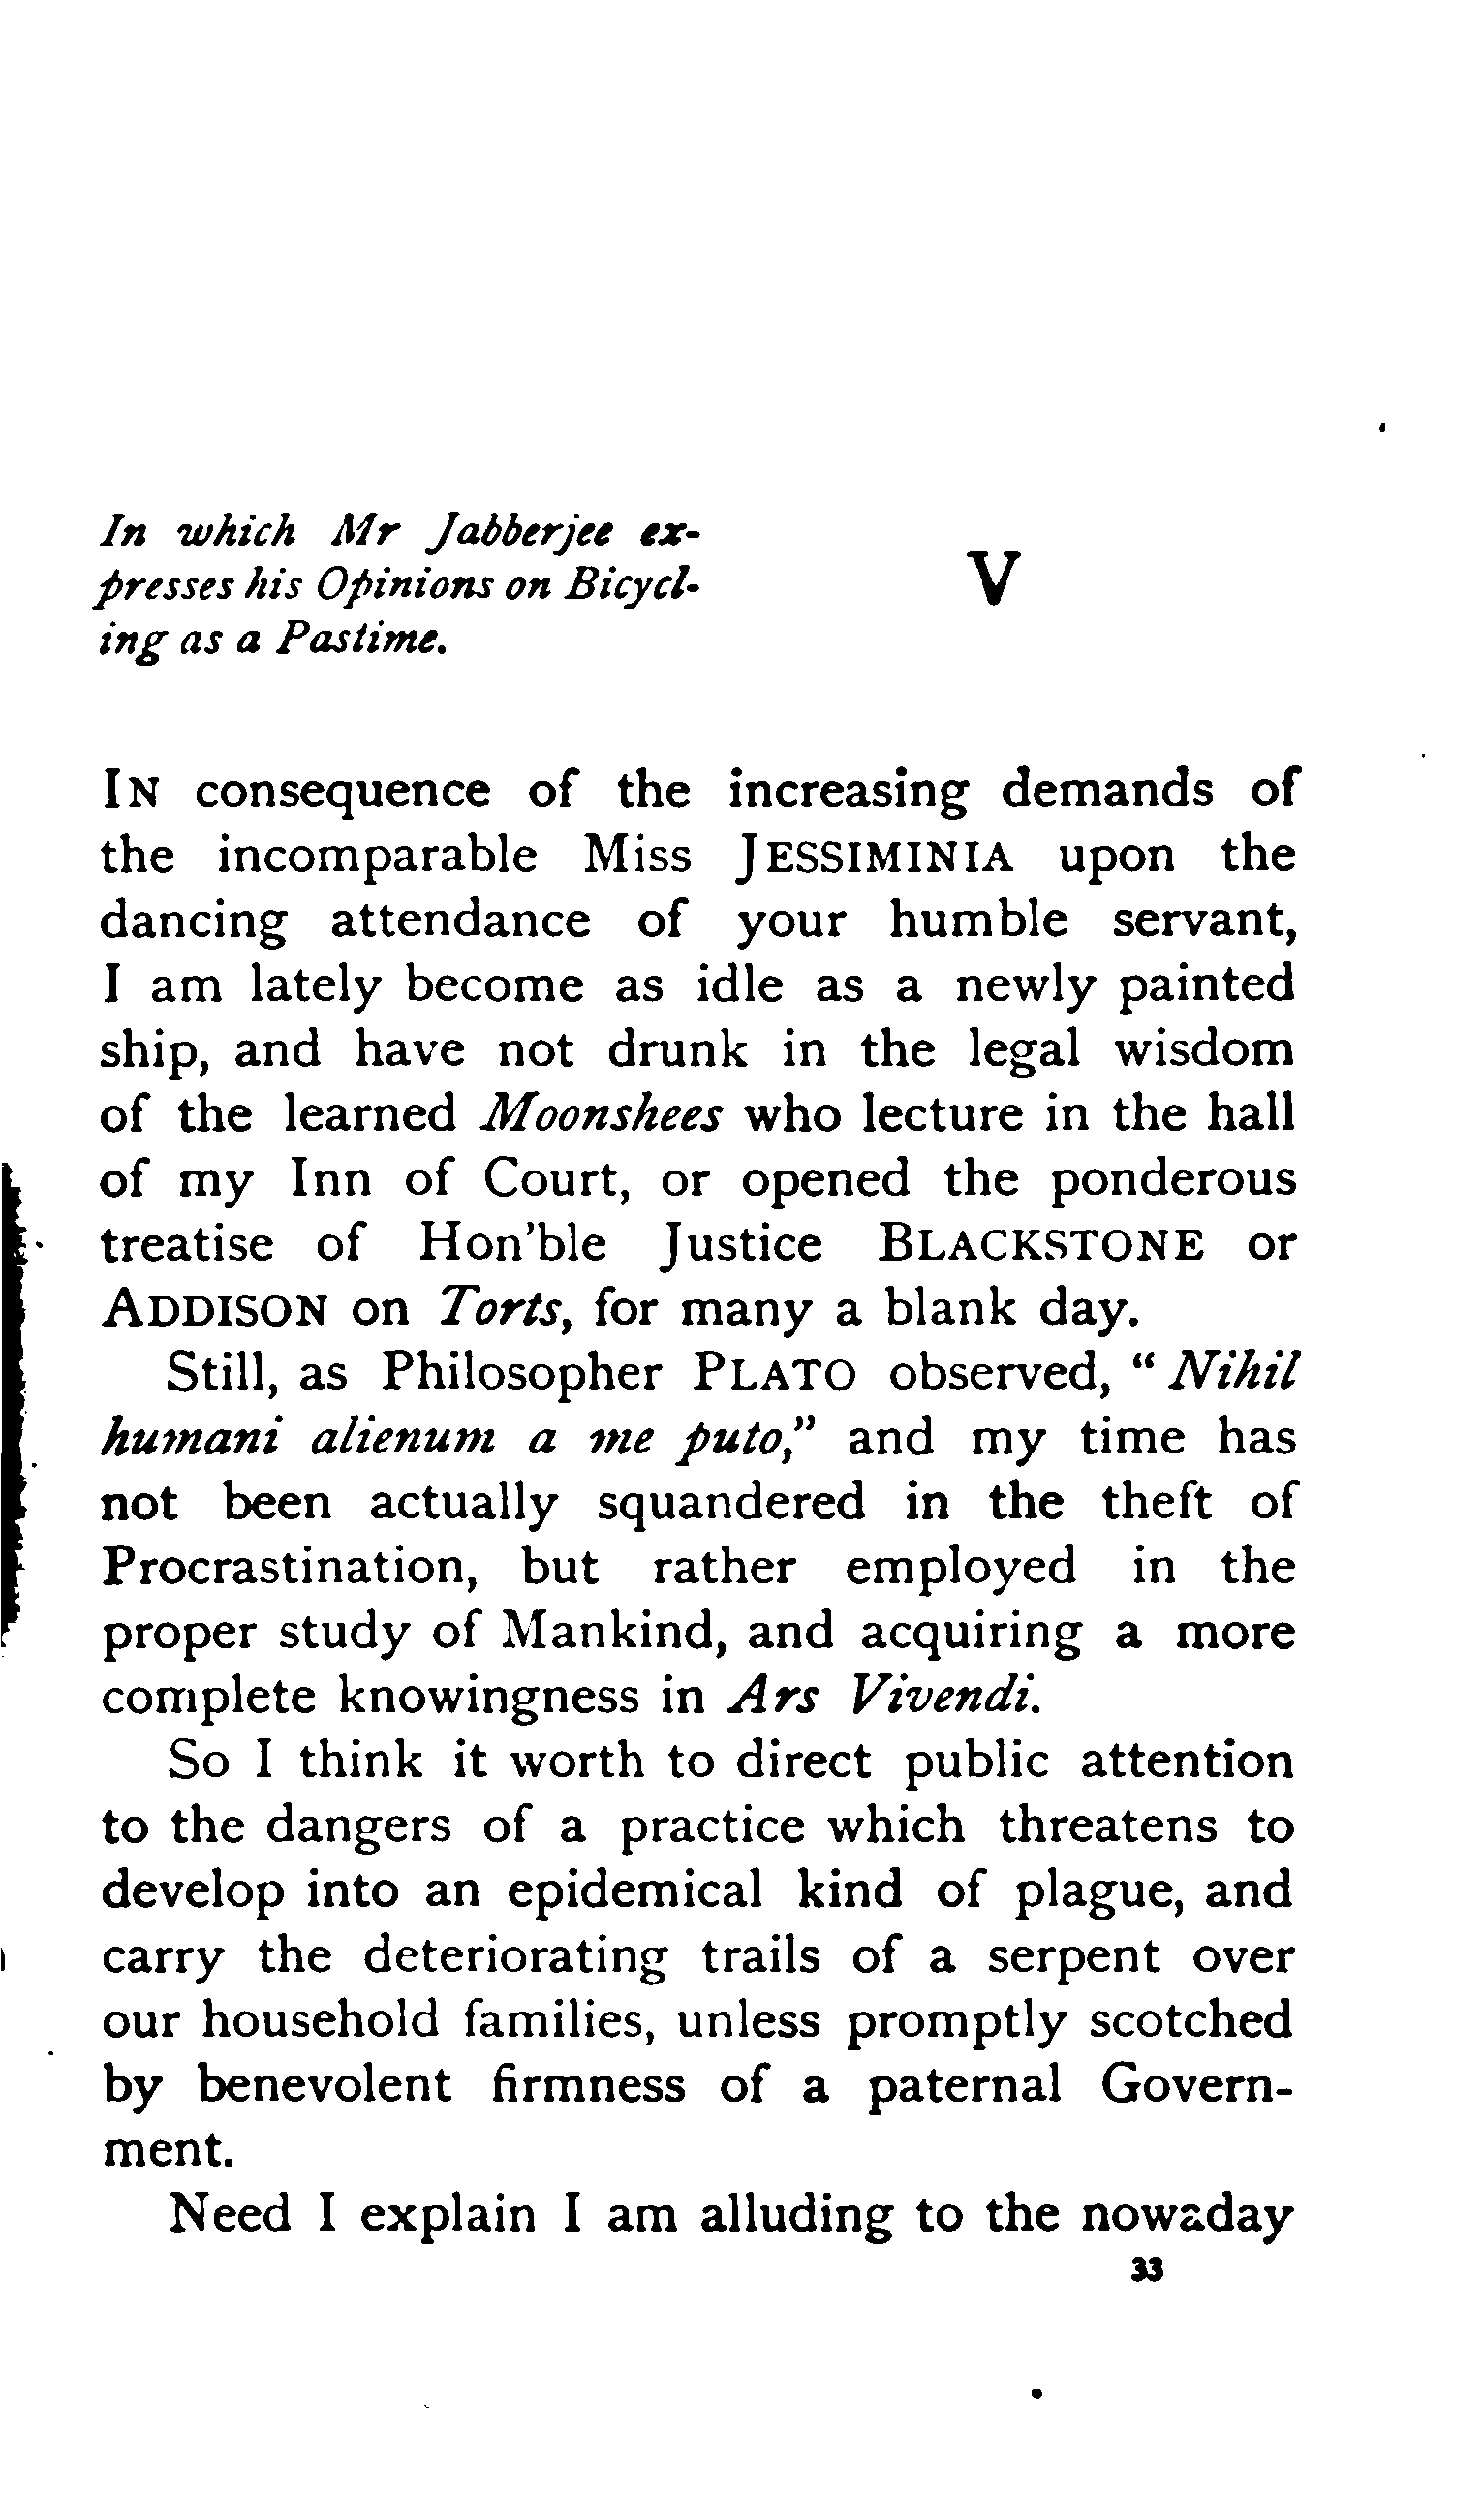 In which Mr Jabberjee ex-
presses his Opinions on Bicycl-
ing as a Pastime.
V
IN consequence of the increasing demands of
the incomparable Miss JESSIMINIA upon the
dancing attendance of your humble servant,
I am lately become as idle as a newly painted
ship, and have not drunk in the legal wisdom
of the learned Moonshees who lecture in the hall
of my Inn of Court, or opened the ponderous
treatise of Hon'ble Justice BLACKSTONE or
ADDISON on Torts, for many a blank day.
Still, as Philosopher PLATO observed, "Nihil
humani alienum a me puto," and my time has
not been actually squandered in the theft of
Procrastination, but rather employed in the
proper study of Mankind, and acquiring a more
complete knowingness in Ars Vivendi.
So I think it worth to direct public attention
to the dangers of a practice which threatens to
develop into an epidemical kind of plague, and
carry the deteriorating trails of a serpent over
our household families, unless promptly scotched
by benevolent firmness of a paternal Govern-
ment.
Need I explain I am alluding to the nowaday
33